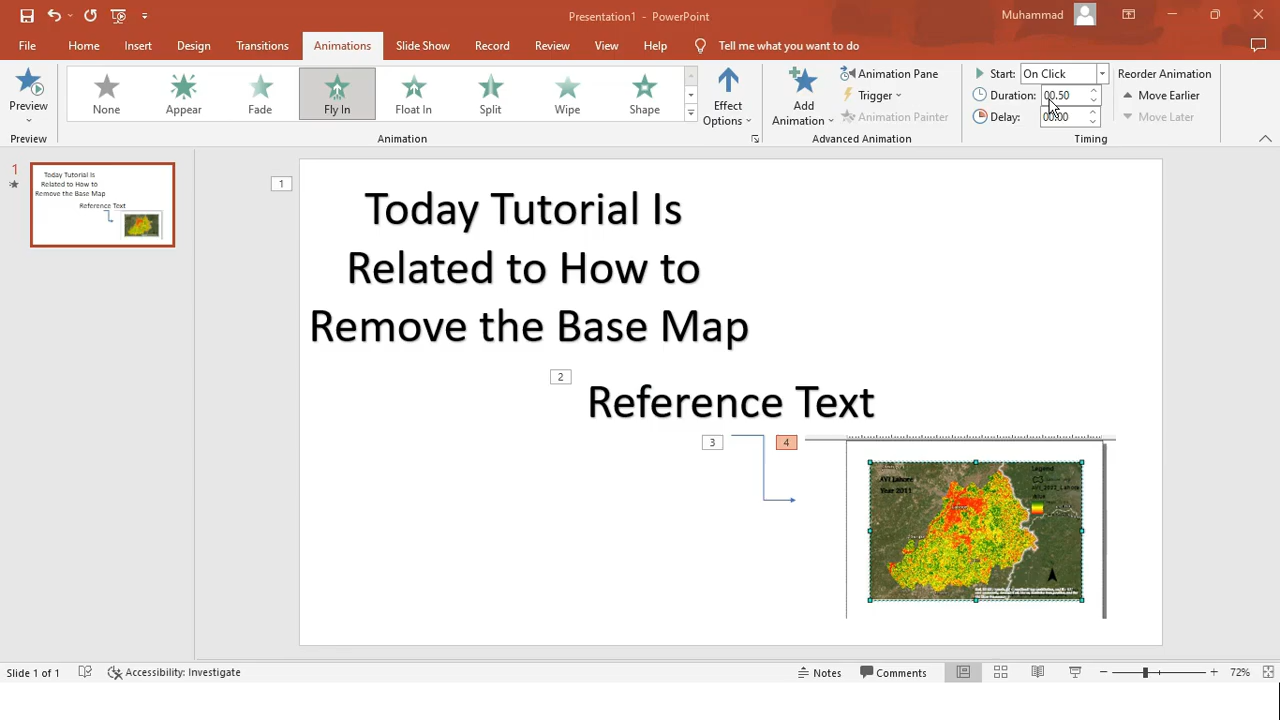 Presentation1 - PowerPoint
Muhammad
File
Home
Insert
Design
Transitions
Animations
Slide Show
Record
Review
View
Help
Tell me what you want to do
Preview
None
Appear
Fade
Fly In
Float In
Split
Wipe
Shape
Effect
Options
Add
Animation
Animation Pane
Trigger
Animation Painter
Start:
On Click
Duration:
00.50
Delay:
00.00
Reorder Animation
Move Earlier
Move Later
Preview
Animation
Advanced Animation
Timing
1
Today Tutorial Is
Related to How to
Remove the Base Map
Reference Text
1
Today Tutorial Is
Related to How to
Remove the Base Map
2
Reference Text
3
4
AVI Lahore
Year 2011
Legend
Slide 1 of 1
Accessibility: Investigate
Notes
Comments
72%